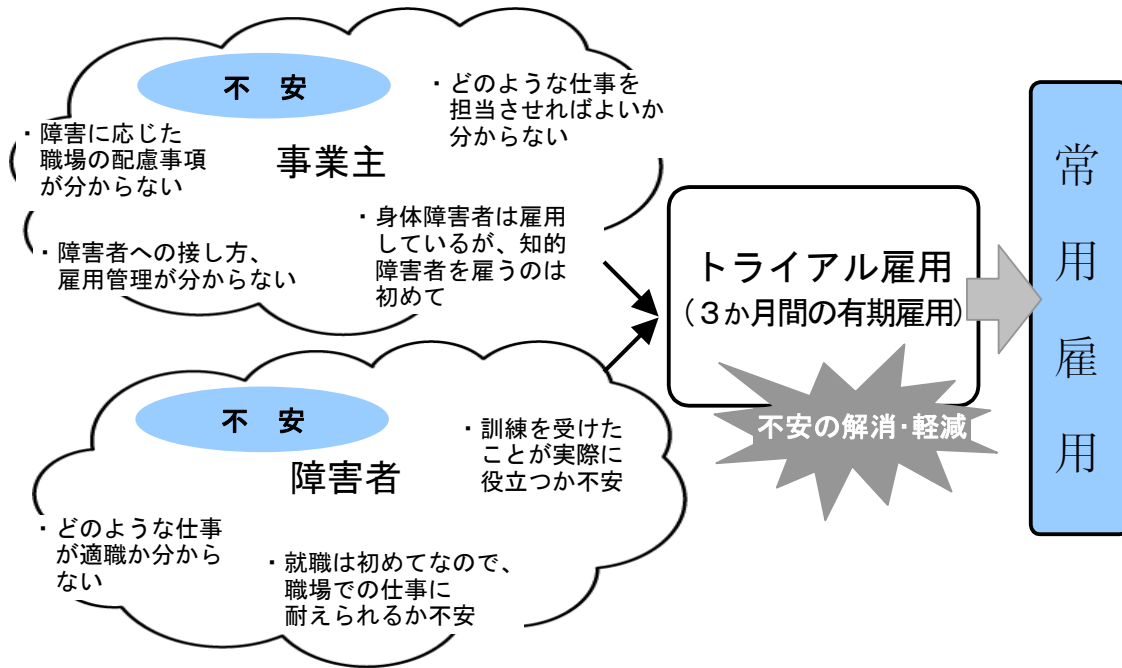 不 安
・どのような仕事を
担当させればよいか
分からない
・障害に応じた
職場の配慮事項
が分からない
事業主
・身体障害者は雇用
しているが、知的
障害者を雇うのは
初めて
・障害者への接し方、
雇用管理が分からない
不 安
・訓練を受けた
ことが実際に
役立つか不安
障害者
・どのような仕事
が適職か分から
ない
・就職は初めてなので、
職場での仕事に
耐えられるか不安
トライアル雇用
(３か月間の有期雇用)
不安の解消・軽減
常用雇用